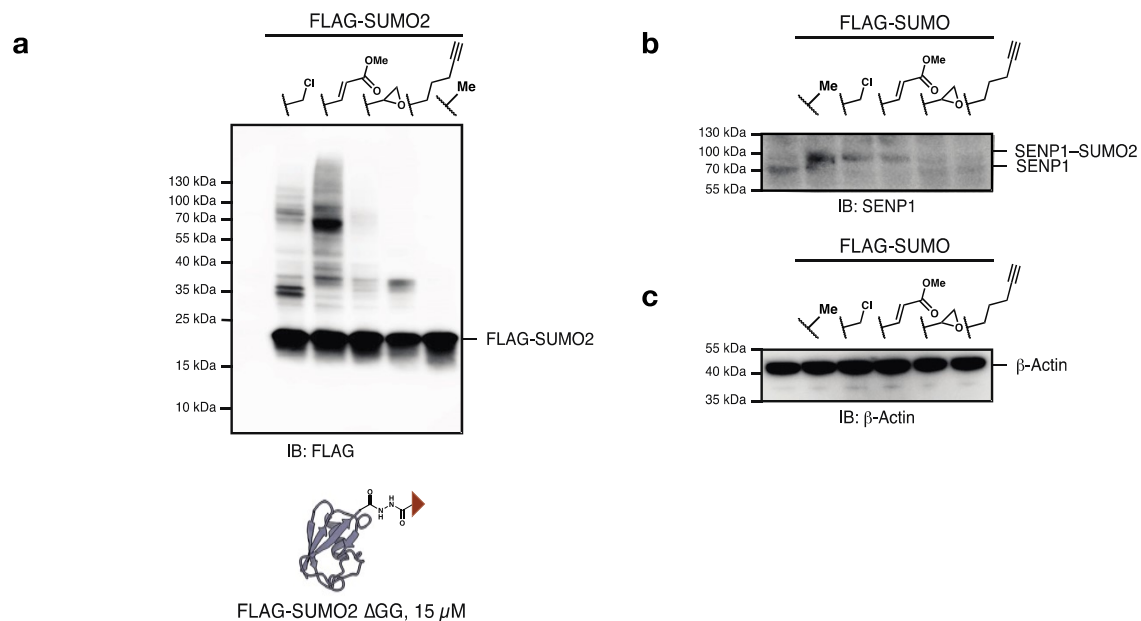 a
FLAG-SUMO2
Cl
OMe
O
O
Me
130 kDa
100 kDa
70 kDa
55 kDa
40 kDa
35 kDa
25 kDa
15 kDa
10 kDa
FLAG-SUMO2
IB: FLAG
O
H
N
N
H
O
FLAG-SUMO2 ΔGG, 15 μM
b
FLAG-SUMO
Me
Cl
OMe
O
O
130 kDa
100 kDa
70 kDa
55 kDa
SENP1–SUMO2
SENP1
IB: SENP1
c
FLAG-SUMO
Me
Cl
OMe
O
O
55 kDa
40 kDa
35 kDa
β-Actin
IB: β-Actin